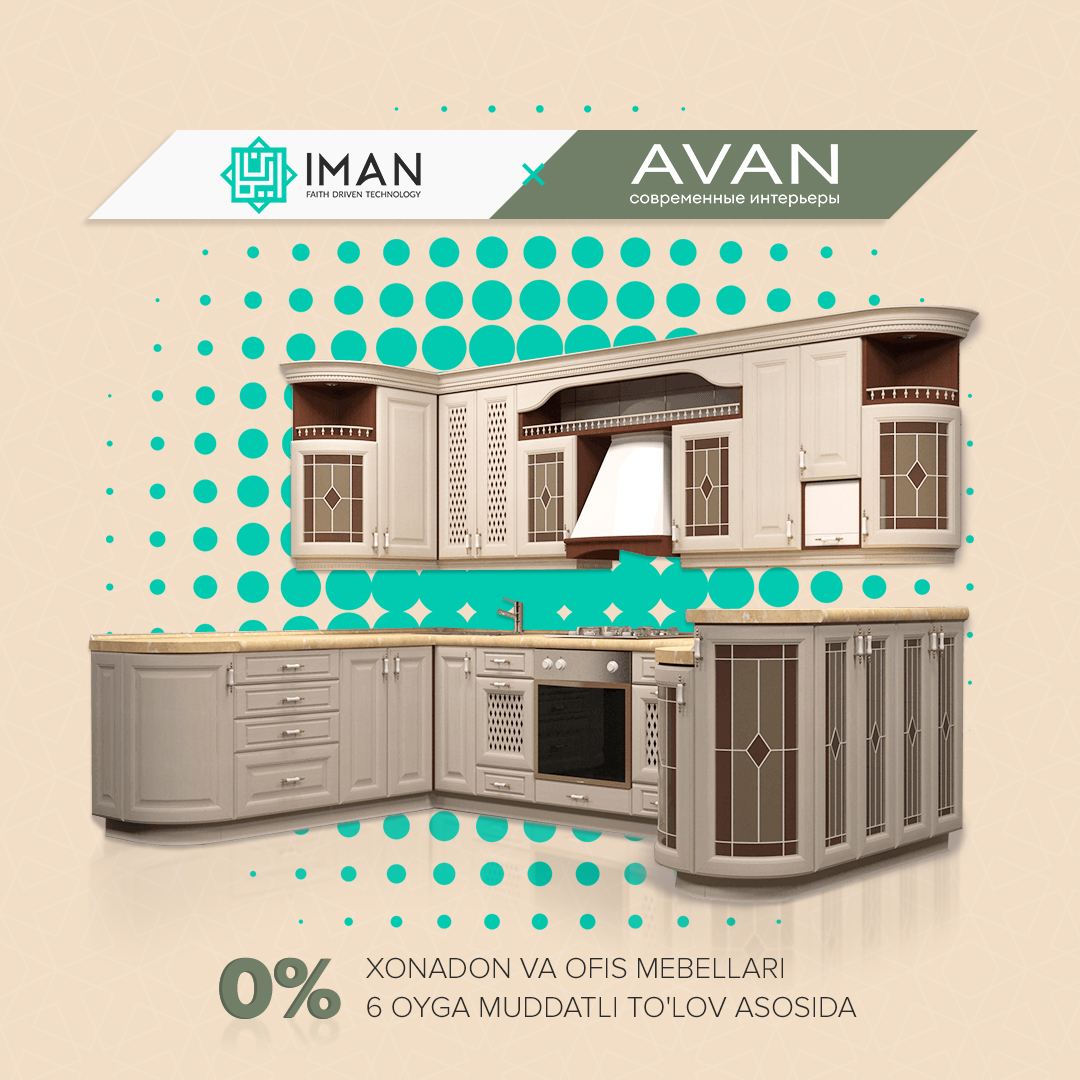 IMAN
FAITH DRIVEN TECHNOLOGY
×
AVAN
современные интерьеры
0%
XONADON VA OFIS MEBELLARI
6 OYGA MUDDATLI TO'LOV ASOSIDA